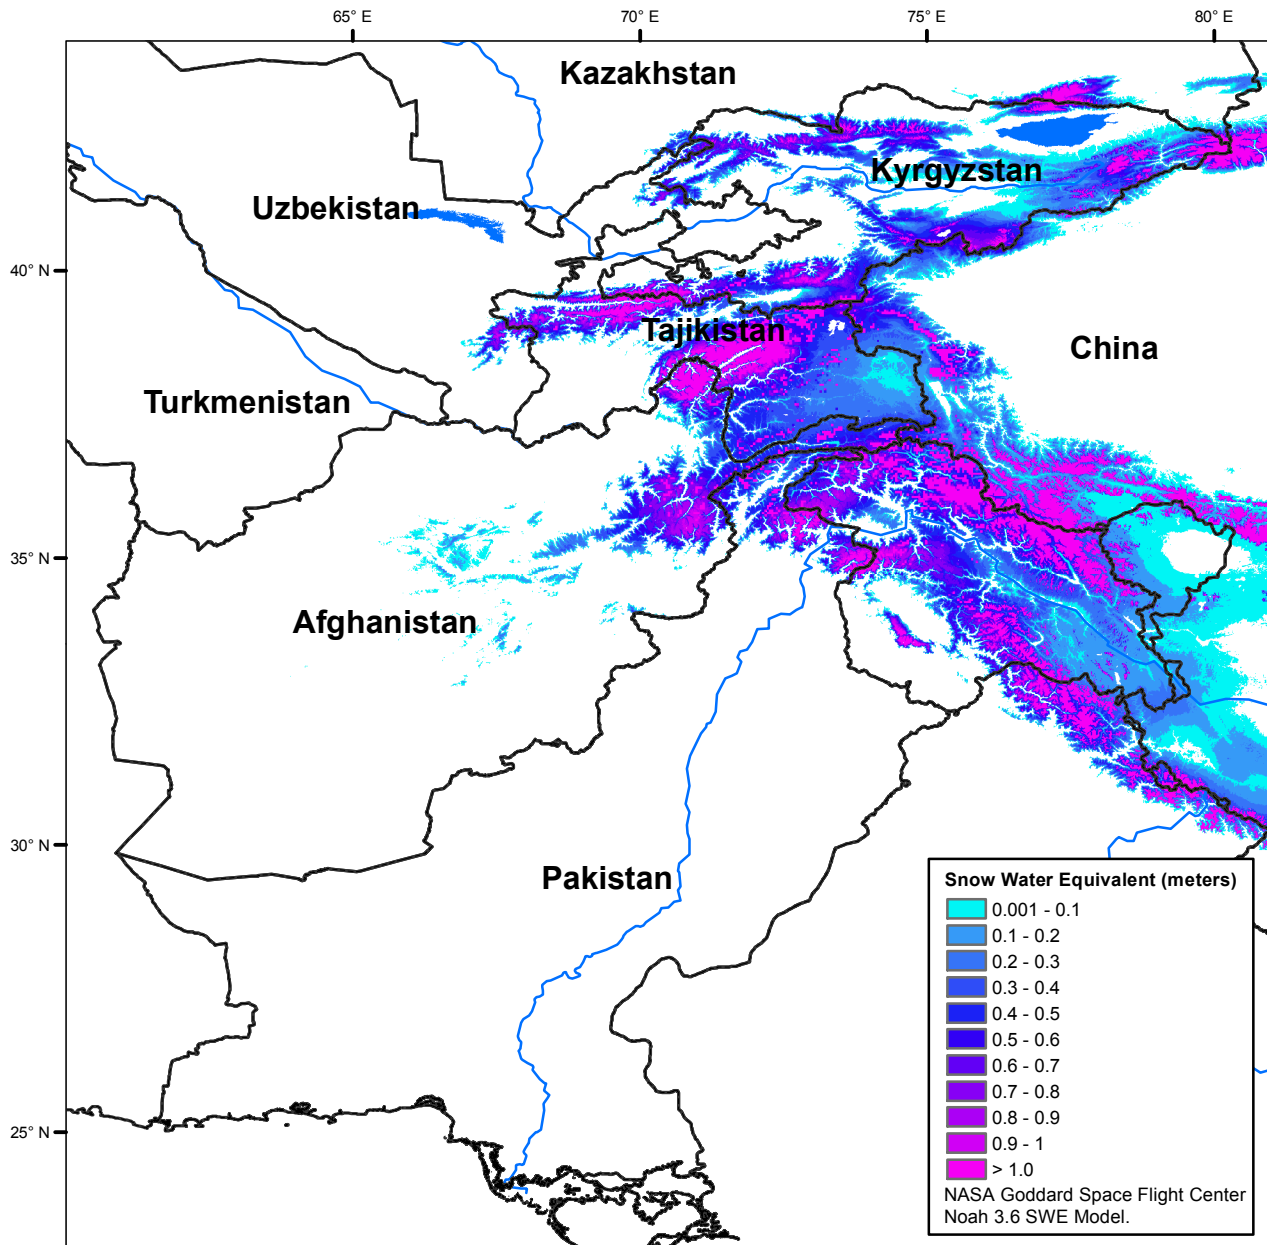 65° E
70° E
75° E
80° E
Kazakhstan
Kyrgyzstan
Uzbekistan
40° N
Tajikistan
China
Turkmenistan
35° N
Afghanistan
30° N
Pakistan
25° N
Snow Water Equivalent (meters)
0.001 - 0.1
0.1 - 0.2
0.2 - 0.3
0.3 - 0.4
0.4 - 0.5
0.5 - 0.6
0.6 - 0.7
0.7 - 0.8
0.8 - 0.9
0.9 - 1
> 1.0
NASA Goddard Space Flight Center
Noah 3.6 SWE Model.